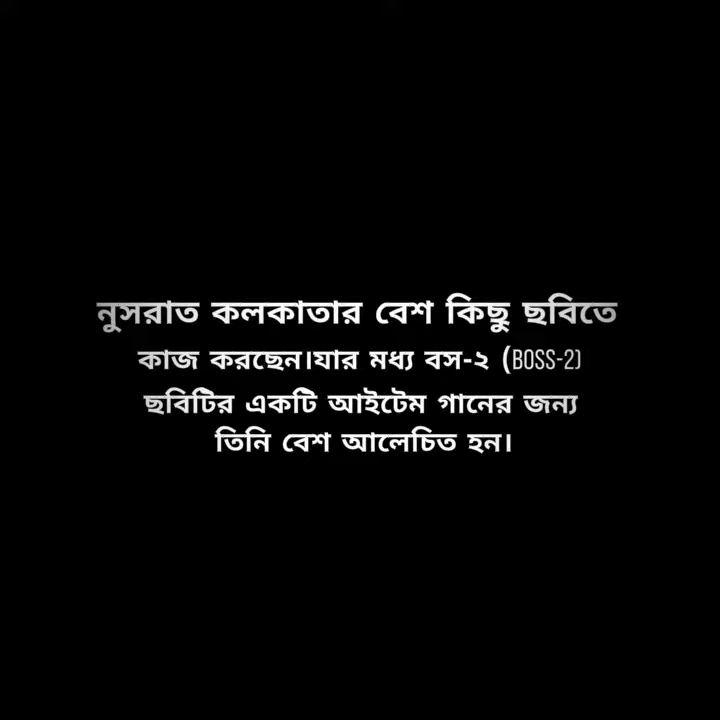 নুসরাত কলকাতার বেশ কিছু ছবিতে
কাজ করছেন।যার মধ্য বস-২ (BOSS-2)
ছবিটির একটি আইটেম গানের জন্য
তিনি বেশ আলেচিত হন।